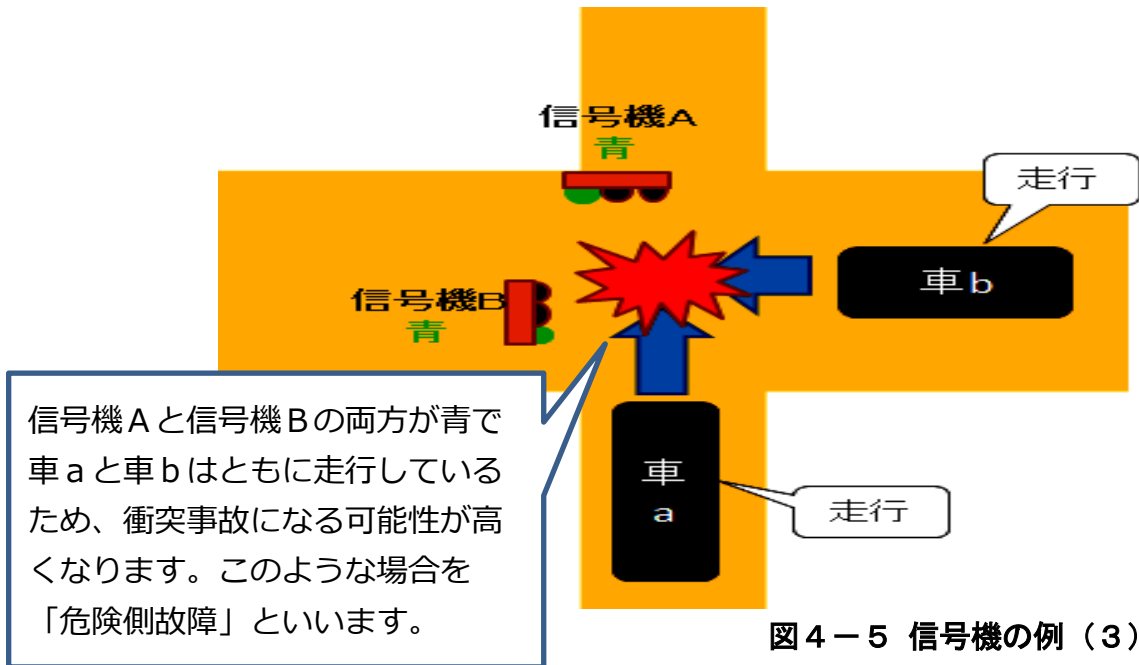 信号機A
青
走行
車b
信号機B
青
信号機Aと信号機Bの両方が青で
車aと車bはともに走行している
ため、衝突事故になる可能性が高
くなります。このような場合を
「危険側故障」といいます。
車
a
走行
図4-5 信号機の例(3)